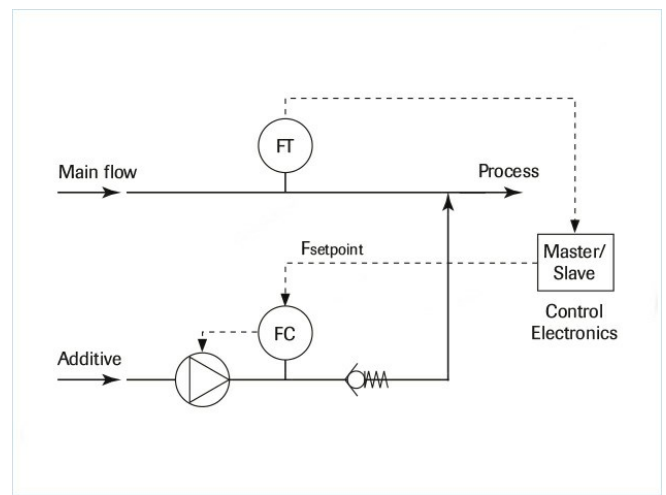 FT
Main flow
Process
Fsetpoint
Master/
Slave
FC
Control
Electronics
Additive